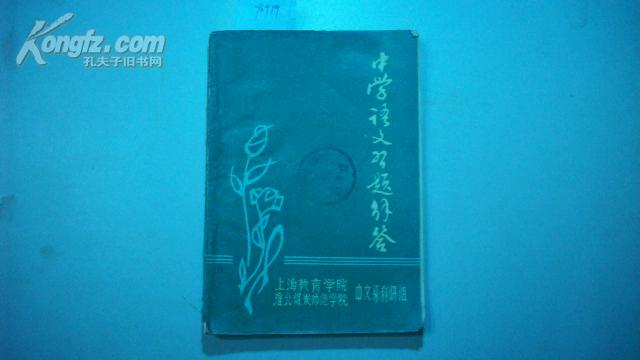 Kongfz.com
孔夫子旧书网
中学语文习题解答
上海教育学院
淮北煤炭师范学院
中文系科研组